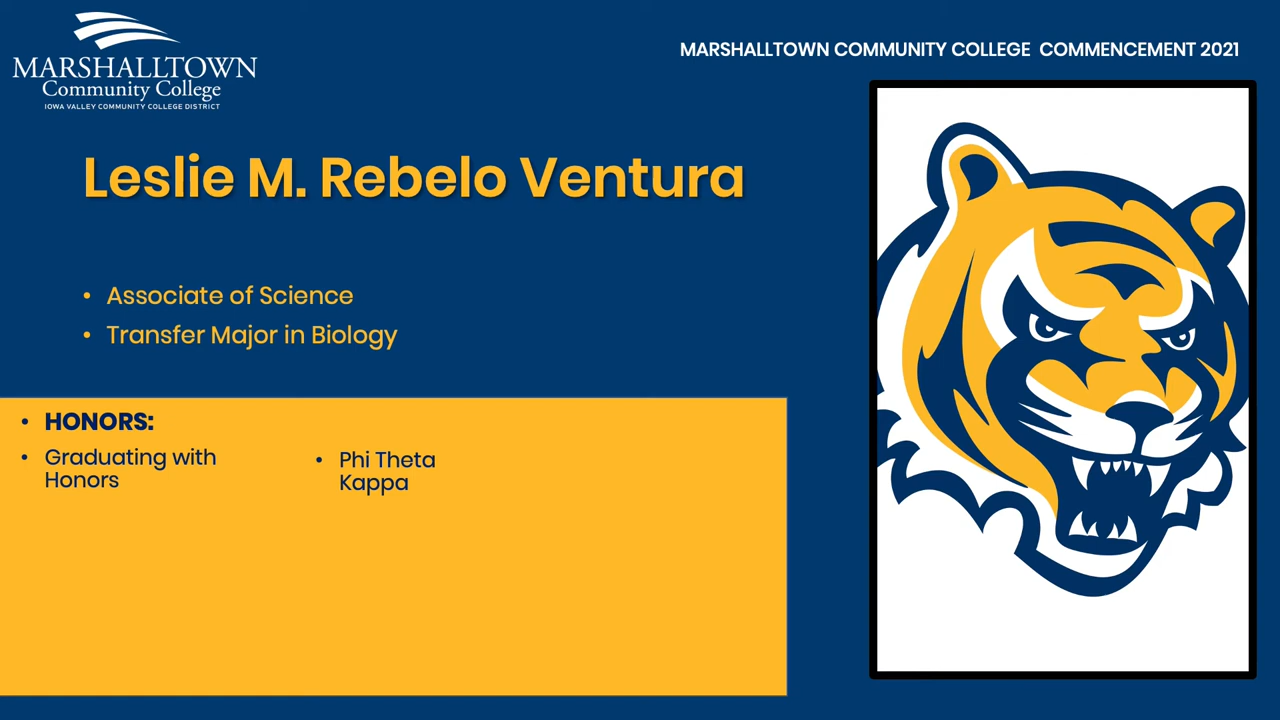 MARSHALLTOWN
Community College
IOWA VALLEY COMMUNITY COLLEGE DISTRICT
MARSHALLTOWN COMMUNITY COLLEGE COMMENCEMENT 2021
Leslie M. Rebelo Ventura
• Associate of Science
• Transfer Major in Biology
• HONORS:
• Graduating with
Honors
• Phi Theta
Kappa